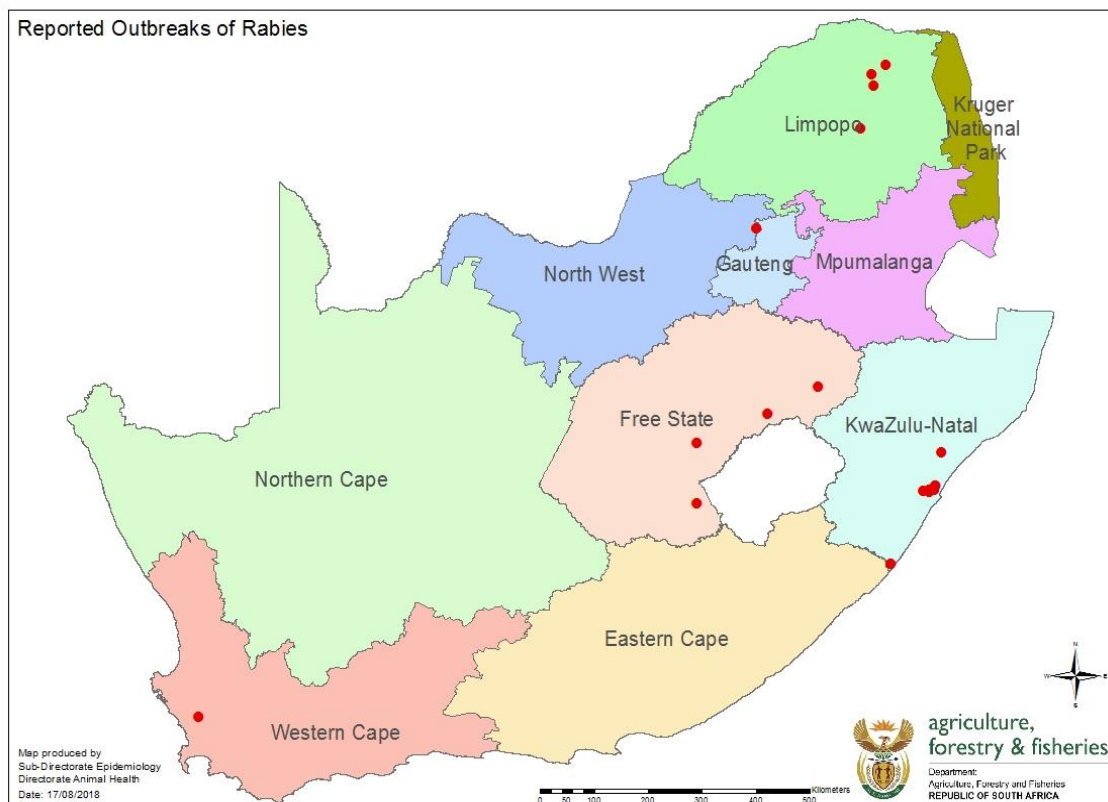 Reported Outbreaks of Rabies
Limpopo
Kruger
National
Park
North West
Gauteng
Mpumalanga
Free State
KwaZulu-Natal
Northern Cape
Eastern Cape
Western Cape
N
W
E
S
Map produced by
Sub-Directorate Epidemiology
Directorate Animal Health
Date: 17/08/2018
Kilometers
0 50 100 200 300 400 500
agriculture,
forestry & fisheries
Department:
Agriculture, Forestry and Fisheries
REPUBLIC OF SOUTH AFRICA